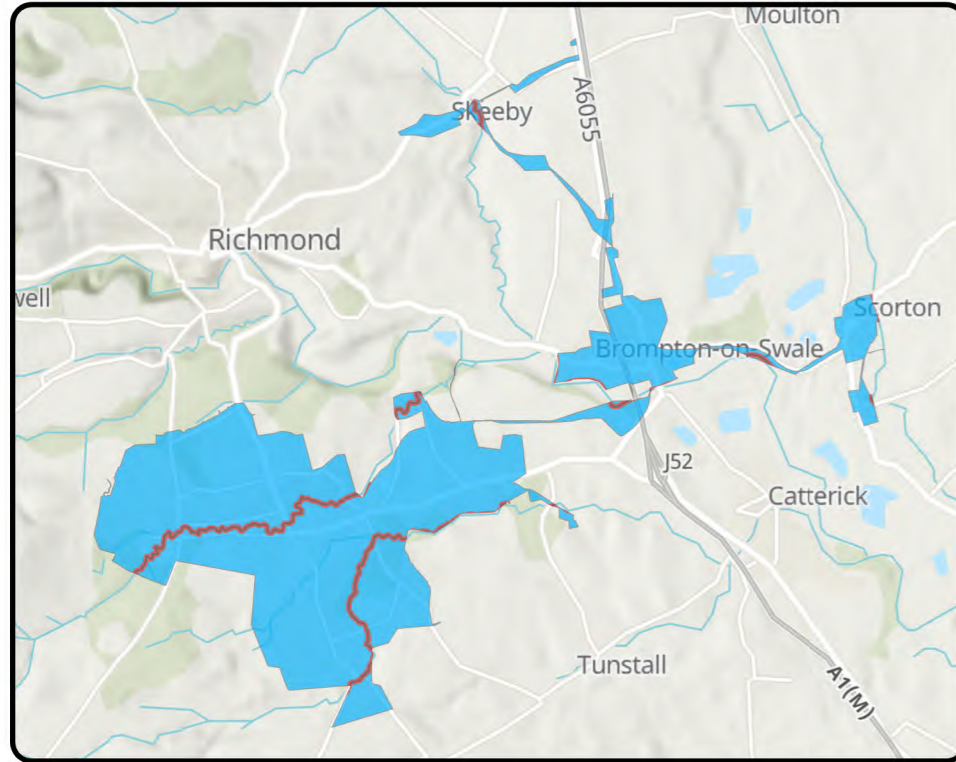 Moulton
Skeeby
A6055
Richmond
well
Scorton
Brompton-on-Swale
J52
Catterick
Tunstall
A1(M)